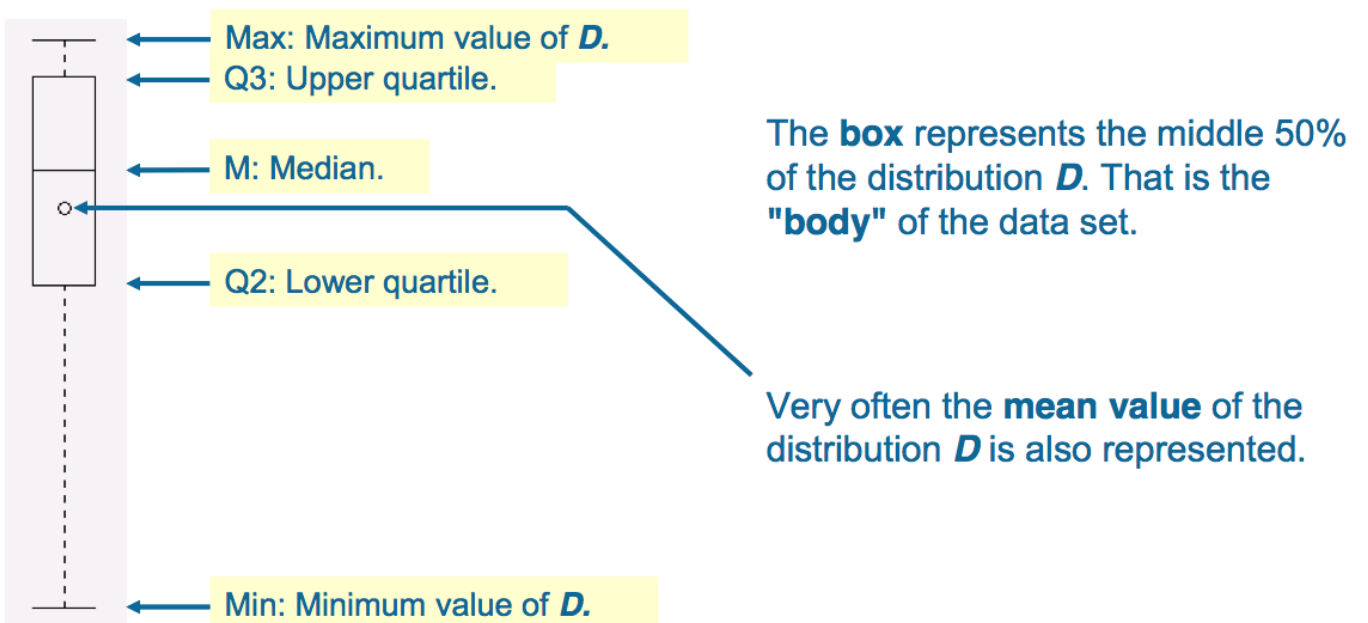 Max: Maximum value of D.
Q3: Upper quartile.
M: Median.
Q2: Lower quartile.
Min: Minimum value of D.
The box represents the middle 50%
of the distribution D. That is the
"body" of the data set.
Very often the mean value of the
distribution D is also represented.